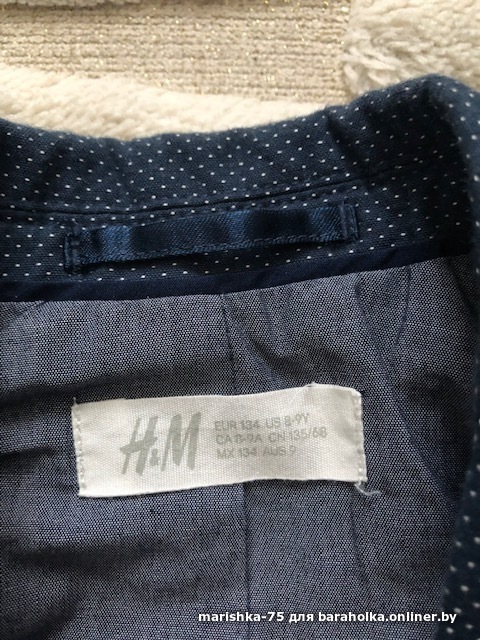 H&M
EUR 134 US 8-9Y
CA 8-9A CN 135/68
MX 134 AUS 9
marishka-75 для baraholka.onliner.by